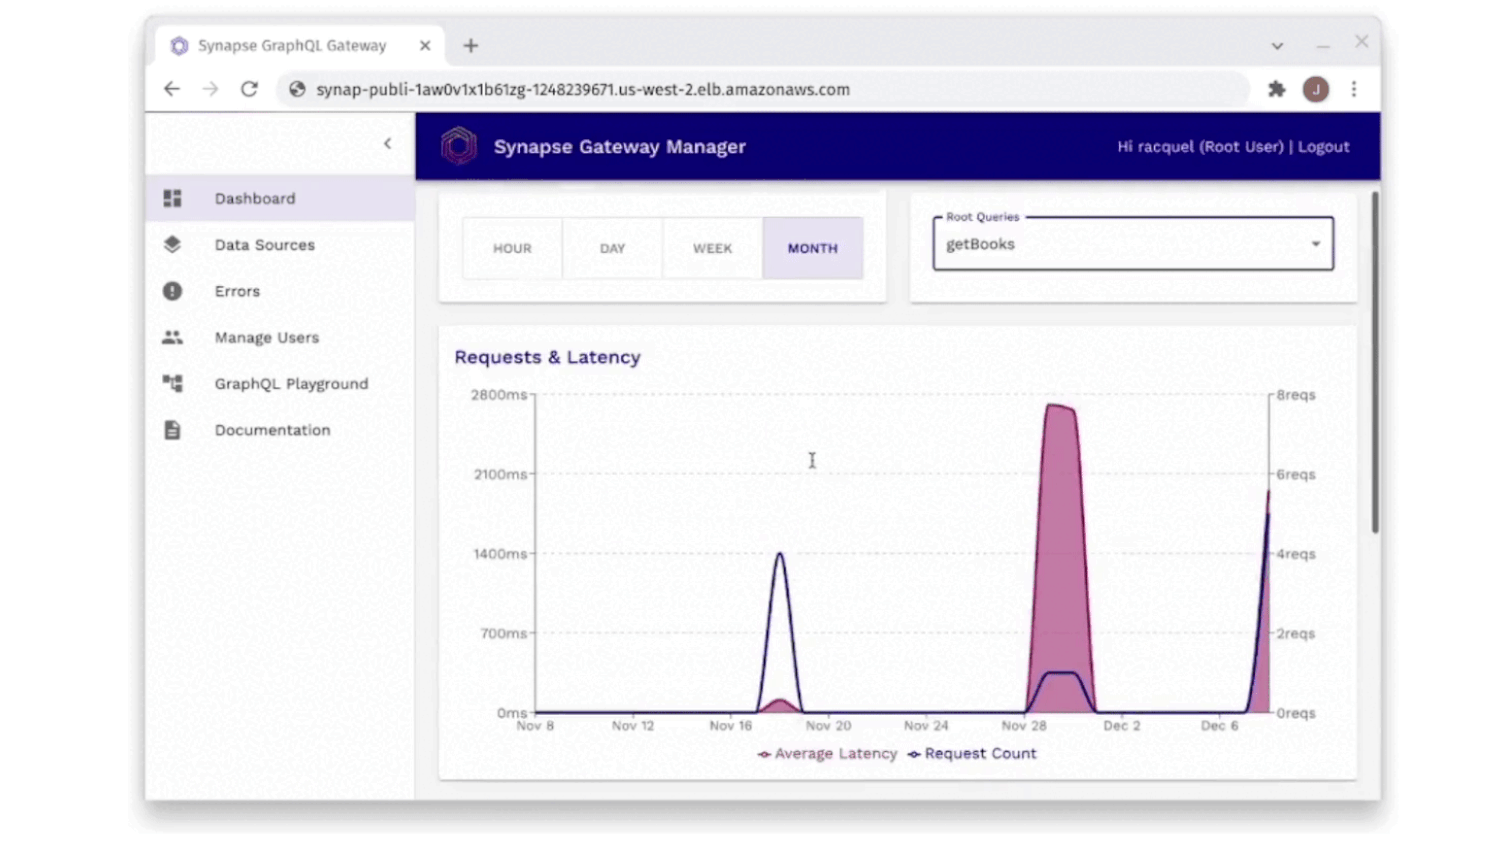 Synapse GraphQL Gateway
synap-publi-1aw0v1x1b61zg-1248239671.us-west-2.elb.amazonaws.com
J
Synapse Gateway Manager
Hi racquel (Root User) | Logout
Dashboard
Data Sources
Errors
Manage Users
GraphQL Playground
Documentation
HOUR DAY WEEK MONTH
Root Queries
getBooks
Requests & Latency
2800ms 8reqs
2100ms 6reqs
1400ms 4reqs
700ms 2reqs
0ms 0reqs
Nov 8 Nov 12 Nov 16 Nov 20 Nov 24 Nov 28 Dec 2 Dec 6
Average Latency Request Count